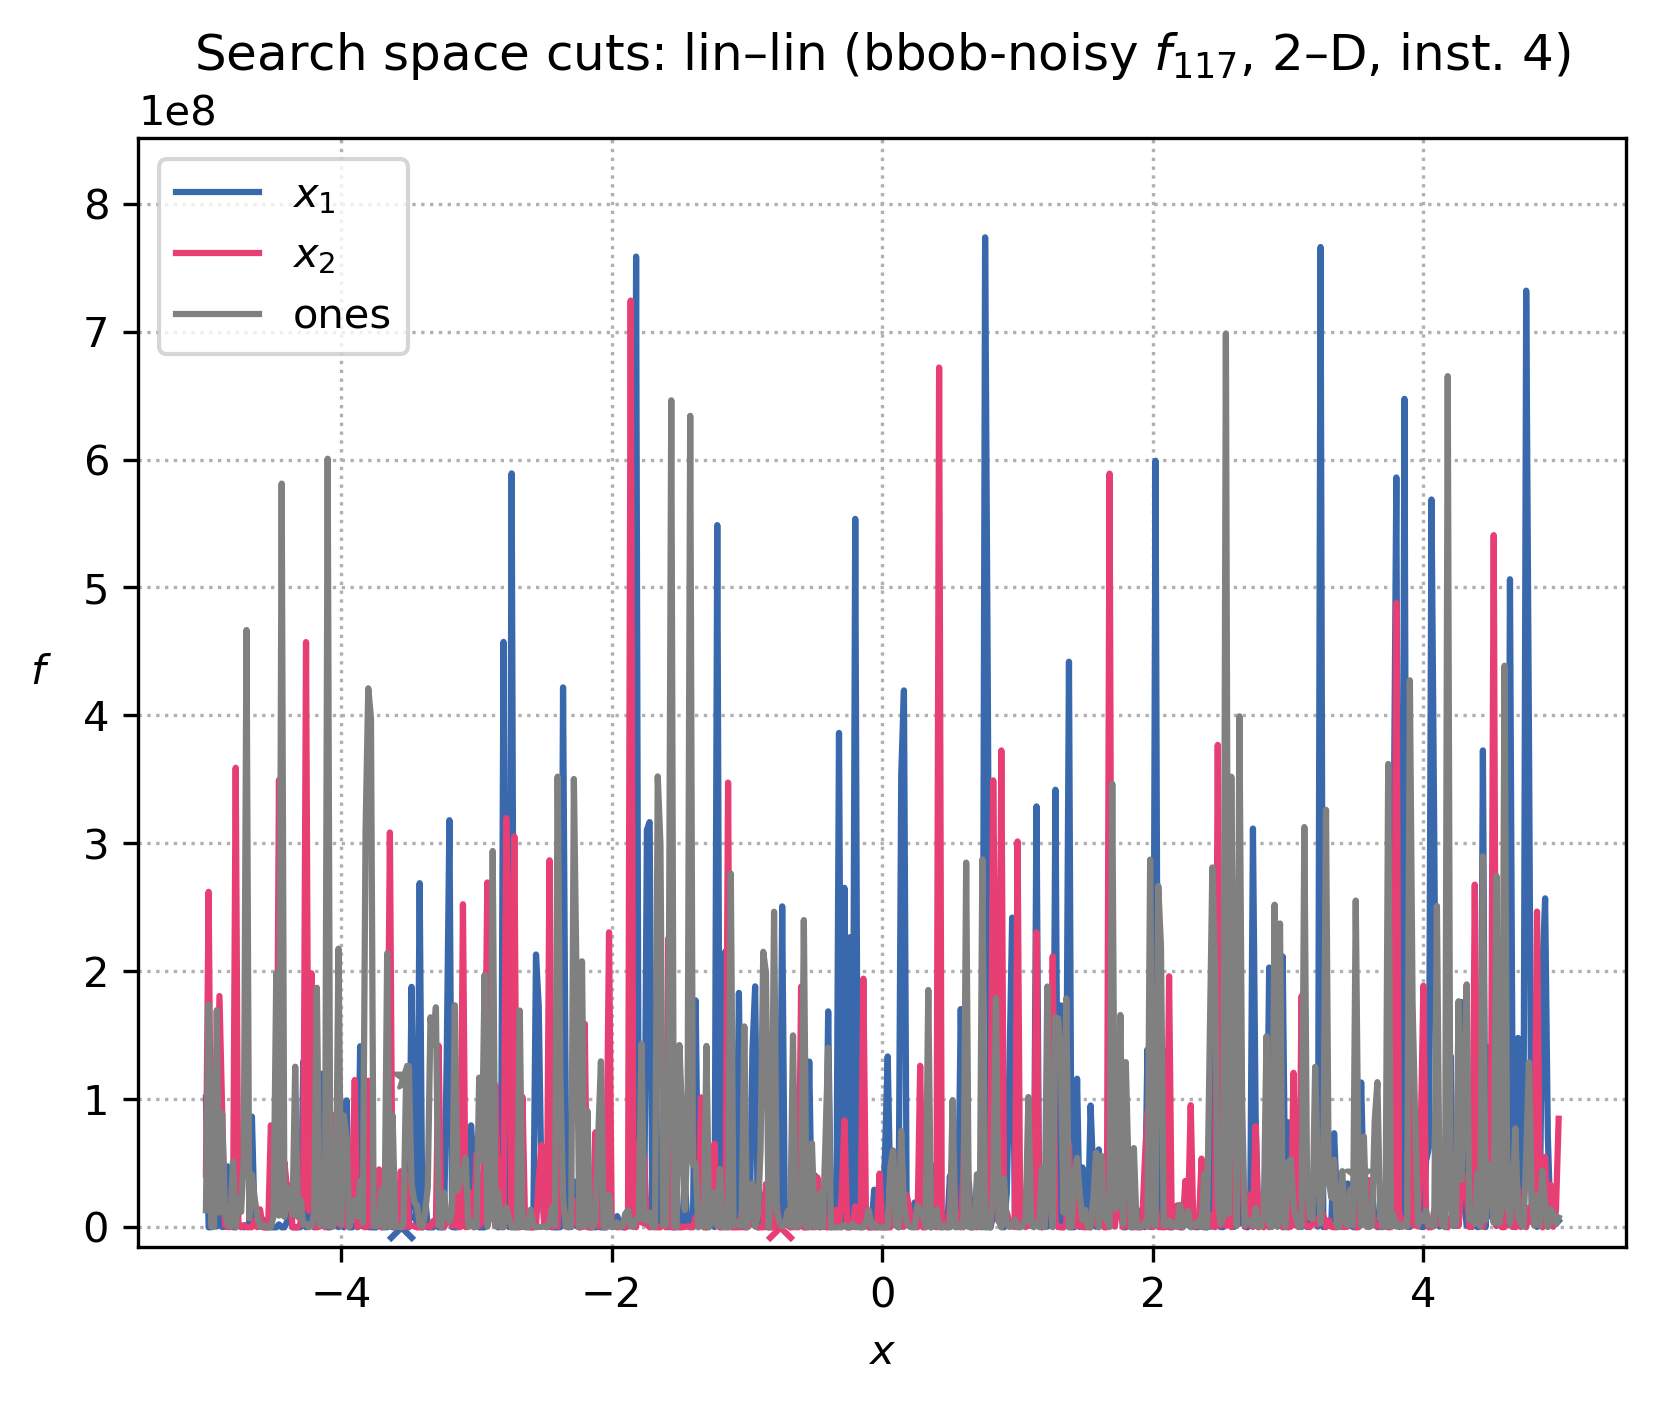 Search space cuts: lin–lin (bbob-noisy f₁₁₇, 2–D, inst. 4)
1e8
x₁
x₂
ones
8
7
6
5
4
3
2
1
0
f
−4 −2 0 2 4
x